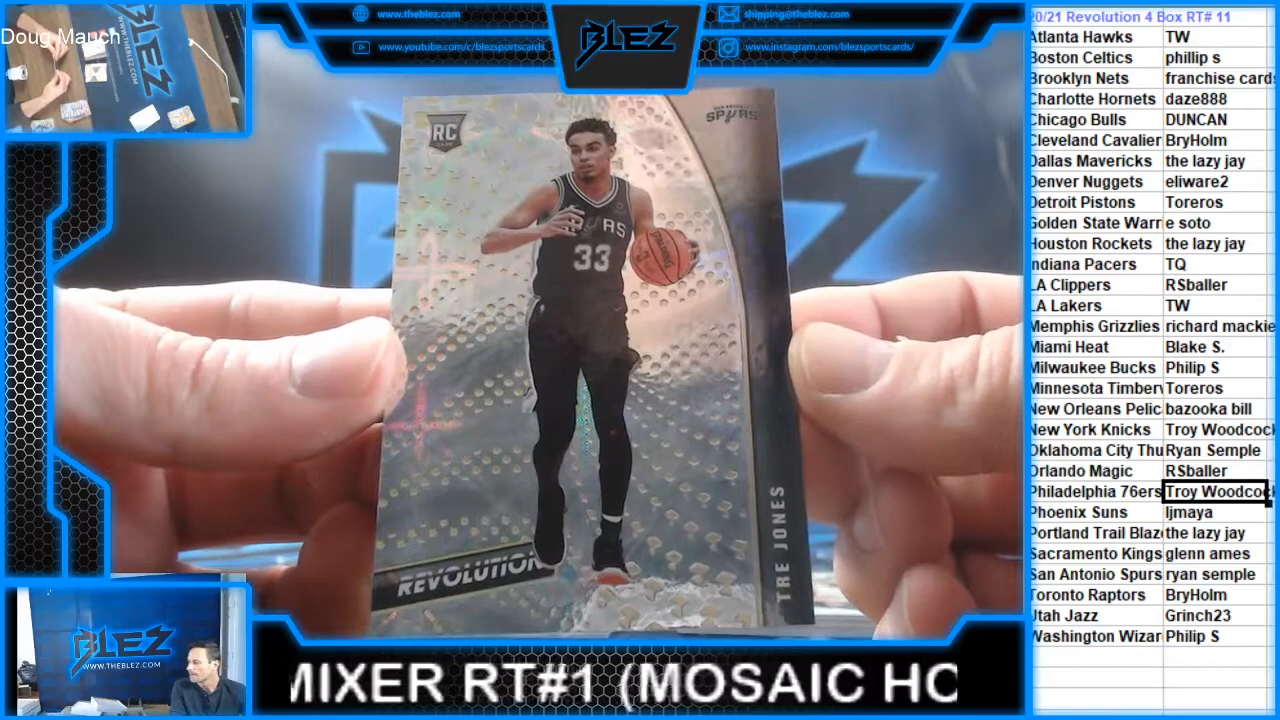 Doug Mauch
BLEZ
WWW.THEBLEZ.COM
www.theblez.com
shipping@theblez.com
BLEZ
www.youtube.com/c/blezsportscards
www.instagram.com/blezsportscards/
RC
SPURS
33
REVOLUTION
TRE JONES
BLEZ
WWW.THEBLEZ.COM
MIXER RT#1 (MOSAIC HO
20/21 Revolution 4 Box RT# 11
Atlanta Hawks TW
Boston Celtics phillip s
Brooklyn Nets franchise cards
Charlotte Hornets daze888
Chicago Bulls DUNCAN
Cleveland Cavalier BryHolm
Dallas Mavericks the lazy jay
Denver Nuggets eliware2
Detroit Pistons Toreros
Golden State Warr e soto
Houston Rockets the lazy jay
Indiana Pacers TQ
LA Clippers RSballer
LA Lakers TW
Memphis Grizzlies richard mackie
Miami Heat Blake S.
Milwaukee Bucks Philip S
Minnesota Timberv Toreros
New Orleans Pelic bazooka bill
New York Knicks Troy Woodcock
Oklahoma City Thu Ryan Semple
Orlando Magic RSballer
Philadelphia 76ers Troy Woodcock
Phoenix Suns ljmaya
Portland Trail Blaze the lazy jay
Sacramento Kings glenn ames
San Antonio Spurs ryan semple
Toronto Raptors BryHolm
Utah Jazz Grinch23
Washington Wizar Philip S